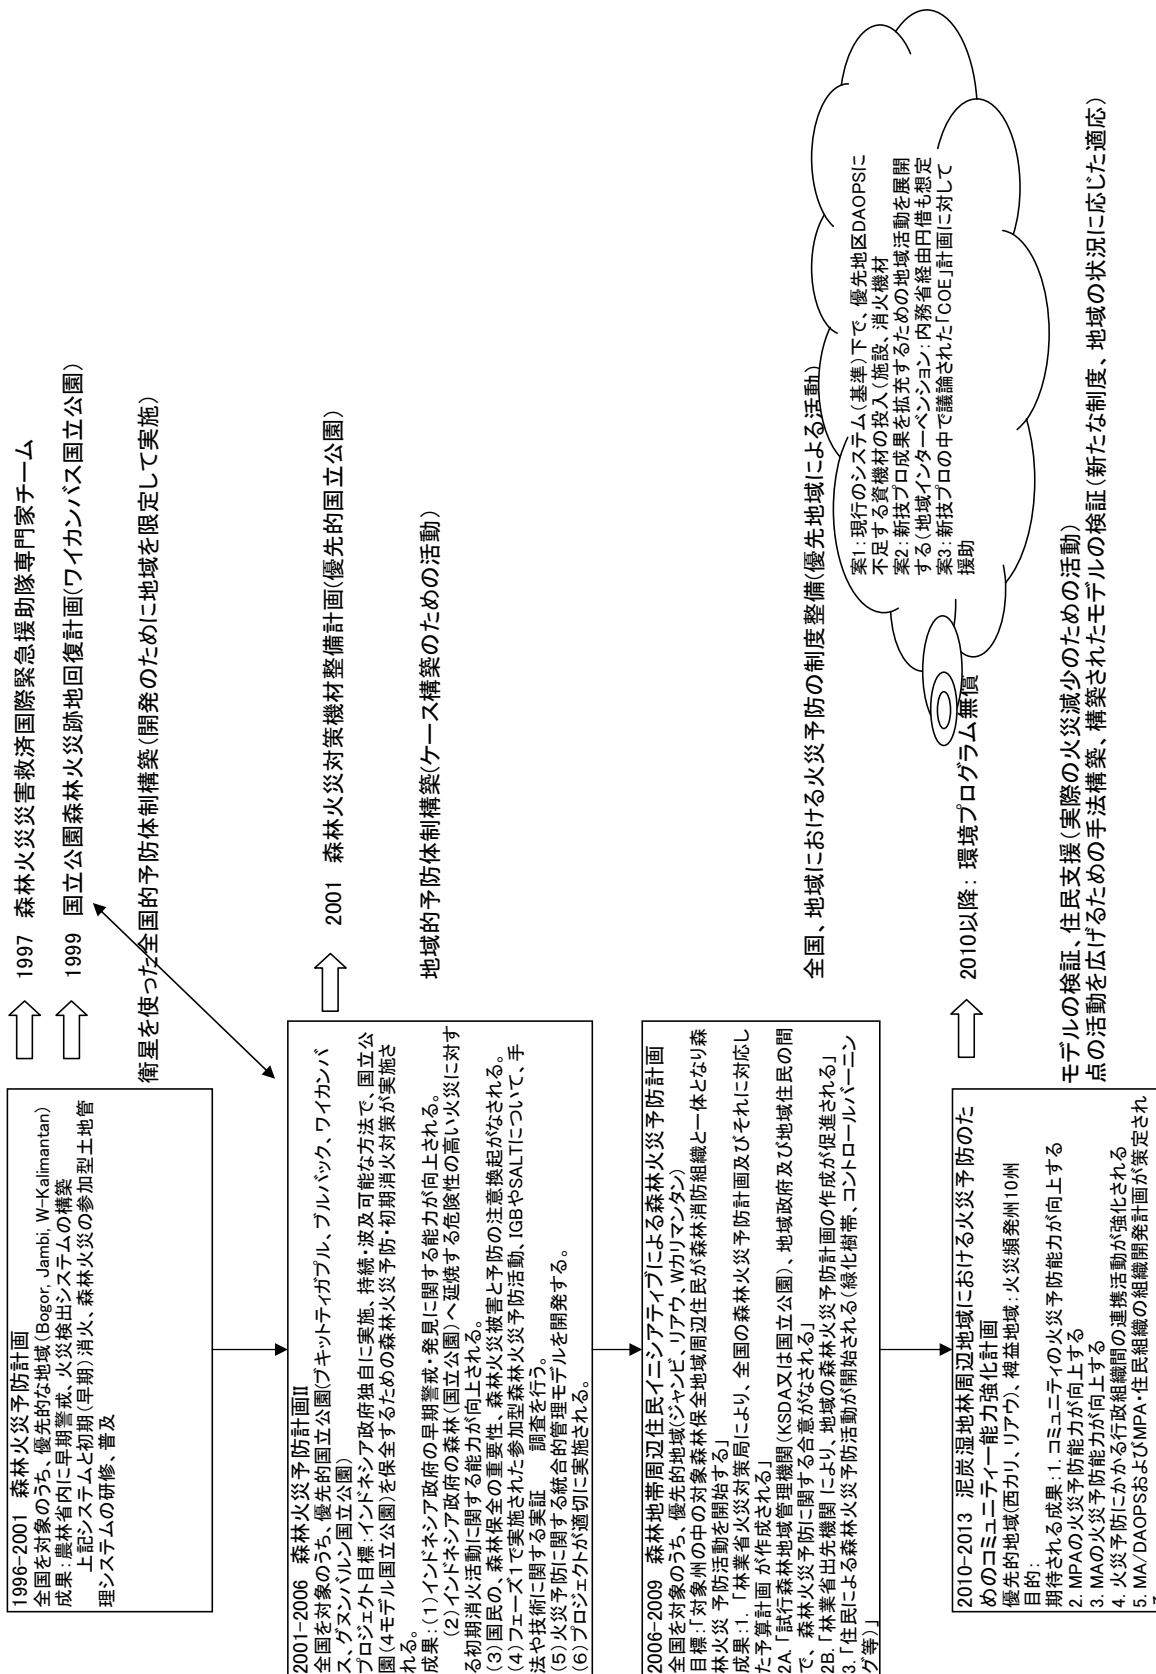 1996-2001　森林火災予防計画
全国を対象のうち、優先的な地域(Bogor, Jambi, W-Kalimantan)
成果：農林省内に早期警戒、火災検出システムの構築
上記システムと初期(早期)消火、森林火災の参加型土地管
理システムの研修、普及
1997　森林火災災害救済国際緊急援助隊専門家チーム
1999　国立公園森林火災跡地回復計画(ワイカンバス国立公園)
衛星を使った全国的予防体制構築(開発のために地域を限定して実施)
2001-2006　森林火災予防計画II
全国を対象のうち、優先的国立公園(ブキットティガプル、ブルバック、ワイカンバ
ス、グヌンパルン国立公園)
プロジェクト目標：インドネシア政府独自に実施、持続・波及可能な方法で、国立公
園(4モデル国立公園)を保全するための森林火災予防・初期消火対策が実施さ
れる。
成果：(1)インドネシア政府の早期警戒・発見に関する能力が向上される。
(2)インドネシア政府の森林(国立公園)へ延焼する危険性の高い火災に対す
る初期消火活動に関する能力が向上される。
(3)国民の、森林保全の重要性、森林火災被害と予防の注意換起がなされる。
(4)フェーズ1で実施された参加型森林火災予防活動、IGBやSALTについて、手
法や技術に関する実証　調査を行う。
(5)火災予防に関する統合的管理モデルを開発する。
(6)プロジェクトが適切に実施される。
2001　森林火災対策機材整備計画(優先的国立公園)
地域的予防体制構築(ケース構築のための活動)
2006-2009　森林地帯周辺住民イニシアティブによる森林火災予防計画
全国を対象のうち、優先的地域(ジャンビ、リアウ、Wカリマンタン)
目標：「対象州の中の対象森林保全地域周辺住民が森林消防組織と一体となり森
林火災 予防活動を開始する」
成果：1.「林業省火災対策局により、全国の森林火災予防計画及びそれに対応し
た予算計画 が作成される」
2A.「試行森林地域管理機関(KSDA又は国立公園)、地域政府及び地域住民の間
で、森林火災予防に関する合意がなされる」
2B.「林業省出先機関 により、地域の森林火災予防計画の作成が促進される」
3.「住民による森林火災予防活動が開始される(緑化樹帯、コントロールバーニン
グ等)」
全国、地域における火災予防の制度整備(優先地域による活動)
2010-2013　泥炭湿地林周辺地域における火災予防のた
めのコミュニティー能力強化計画
優先的地域(西カリ、リアウ)、裨益地域：火災頻発州10州
目的：
期待される成果：1. コミュニティの火災予防能力が向上する
2. MPAの火災予防能力が向上する
3. MAの火災予防能力が向上する
4. 火災予防にかかる行政組織間の連携活動が強化される
5. MA/DAOPSおよびMPA・住民組織の組織開発計画が策定され
2010以降：環境プログラム無償
案1：現行のシステム(基準)下で、優先地区DAOPSに
不足する資機材の投入(施設、消火機材
案2：新技プロ成果を拡充するための地域活動を展開
する(地域インターベンション：内務省経由円借も想定
案3：新技プロの中で議論された「COE」計画に対して
援助
モデルの検証、住民支援(実際の火災減少のための活動)
点の活動を広げるための手法構築、構築されたモデルの検証(新たな制度、地域の状況に応じた適応)